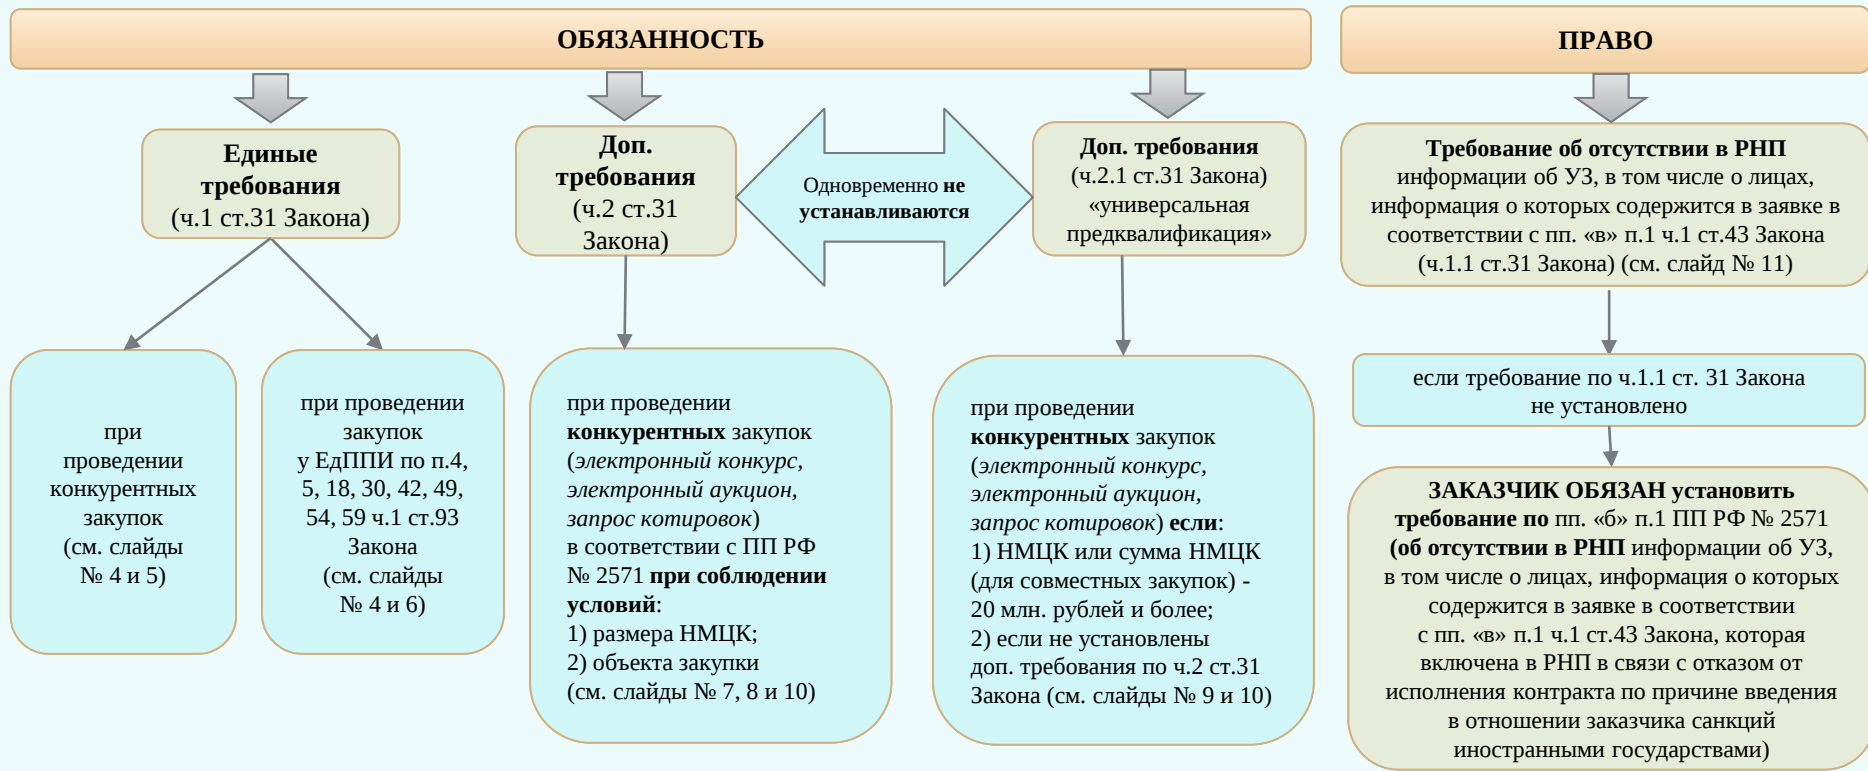 ОБЯЗАННОСТЬ
ПРАВО
Единые
требования
(ч.1 ст.31 Закона)
Доп.
требования
(ч.2 ст.31
Закона)
Одновременно не
устанавливаются
Доп. требования
(ч.2.1 ст.31 Закона)
«универсальная
предквалификация»
Требование об отсутствии в РНП
информации об УЗ, в том числе о лицах,
информация о которых содержится в заявке в
соответствии с пп. «в» п.1 ч.1 ст.43 Закона
(ч.1.1 ст.31 Закона) (см. слайд № 11)
при
проведении
конкурентных
закупок
(см. слайды
№ 4 и 5)
при проведении
закупок
у ЕдППИ по п.4,
5, 18, 30, 42, 49,
54, 59 ч.1 ст.93
Закона
(см. слайды
№ 4 и 6)
при проведении
конкурентных закупок
(электронный конкурс,
электронный аукцион,
запрос котировок)
в соответствии с ПП РФ
№ 2571 при соблюдении
условий:
1) размера НМЦК;
2) объекта закупки
(см. слайды № 7, 8 и 10)
при проведении
конкурентных закупок
(электронный конкурс,
электронный аукцион,
запрос котировок) если:
1) НМЦК или сумма НМЦК
(для совместных закупок) -
20 млн. рублей и более;
2) если не установлены
доп. требования по ч.2 ст.31
Закона (см. слайды № 9 и 10)
если требование по ч.1.1 ст. 31 Закона
не установлено
ЗАКАЗЧИК ОБЯЗАН установить
требование по пп. «б» п.1 ПП РФ № 2571
(об отсутствии в РНП информации об УЗ,
в том числе о лицах, информация о которых
содержится в заявке в соответствии
с пп. «в» п.1 ч.1 ст.43 Закона, которая
включена в РНП в связи с отказом от
исполнения контракта по причине введения
в отношении заказчика санкций
иностранными государствами)